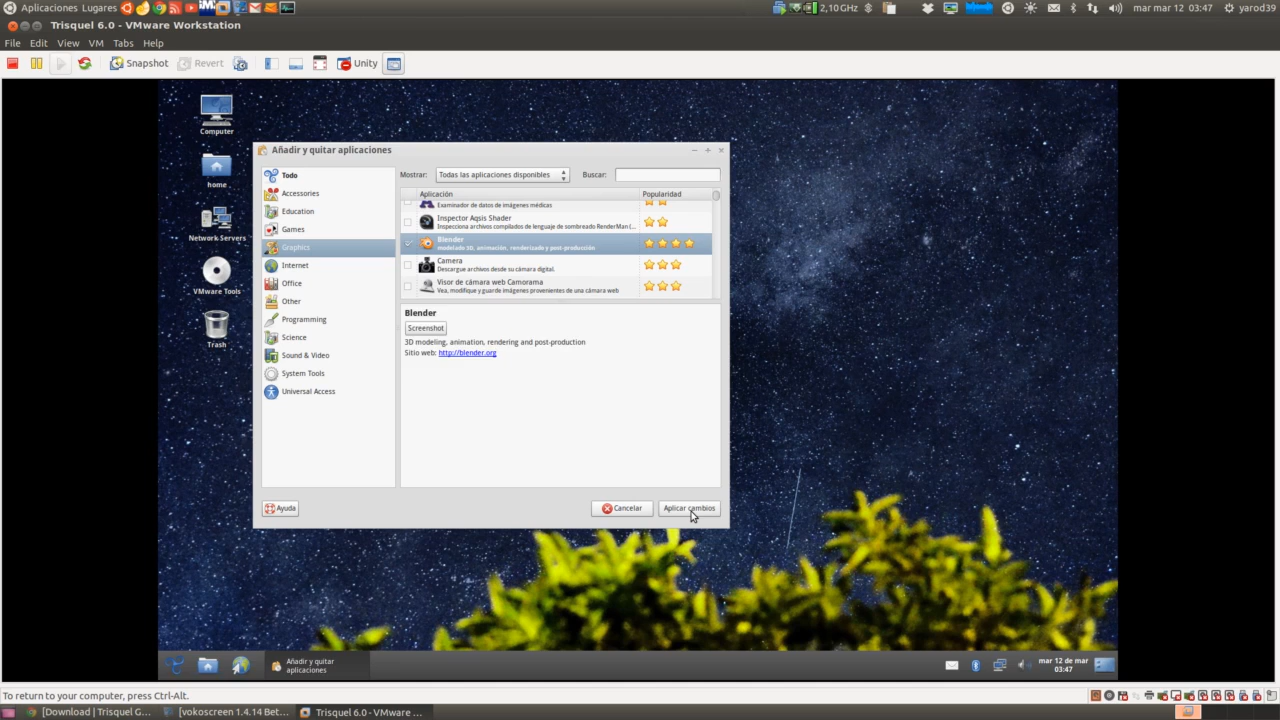 Aplicaciones Lugares
2,10GHz
mar mar 12 03:47
yarod39
Trisquel 6.0 - VMware Workstation
File Edit View VM Tabs Help
Snapshot
Revert
Unity
Computer
home
Network Servers
VMware Tools
Trash
Añadir y quitar aplicaciones
Todo
Accessories
Education
Games
Graphics
Internet
Office
Other
Programming
Science
Sound & Video
System Tools
Universal Access
Mostrar: Todas las aplicaciones disponibles Buscar:
Aplicación Popularidad
Examinador de datos de imágenes médicas
Inspector Aqsis Shader
Inspecciona archivos compilados de lenguaje de sombreado RenderMan (...
Blender
modelado 3D, animación, renderizado y post-producción
Camera
Descargue archivos desde su cámara digital.
Visor de cámara web Camorama
Vea, modifique y guarde imágenes provenientes de una cámara web
Blender
Screenshot
3D modeling, animation, rendering and post-production
Sitio web: http://blender.org
Ayuda
Cancelar
Aplicar cambios
Añadir y quitar
aplicaciones
mar 12 de mar
03:47
To return to your computer, press Ctrl-Alt.
[Download | Trisquel G...
[vokoscreen 1.4.14 Bet...
Trisquel 6.0 - VMware ...